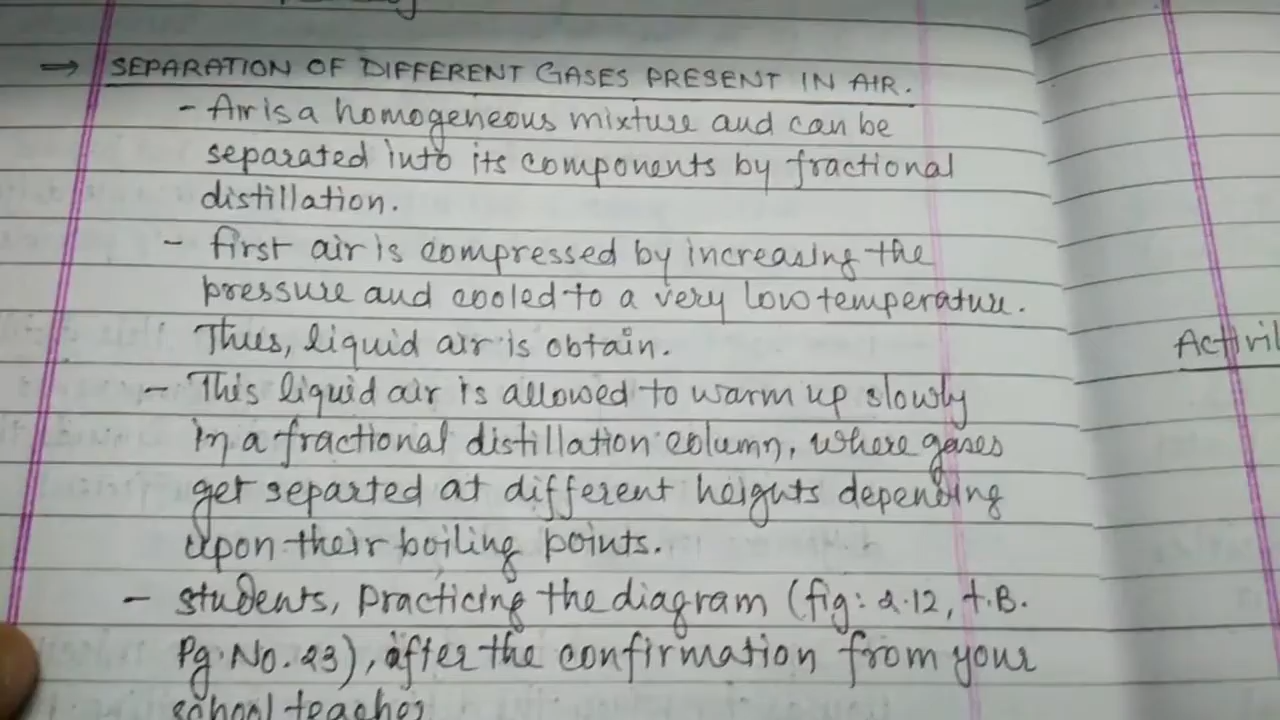 → SEPARATION OF DIFFERENT GASES PRESENT IN AIR.
- Air is a homogeneous mixture and can be
separated into its components by fractional
distillation.
- first air is compressed by increasing the
pressure and cooled to a very low temperature.
Thus, liquid air is obtain.
- This liquid air is allowed to warm up slowly
in a fractional distillation column, where gases
get separted at different heights depending
upon their boiling points.
- students, Practicing the diagram (fig: 2.12, t.B.
Pg. No. 23), after the confirmation from your
school teacher
Activi